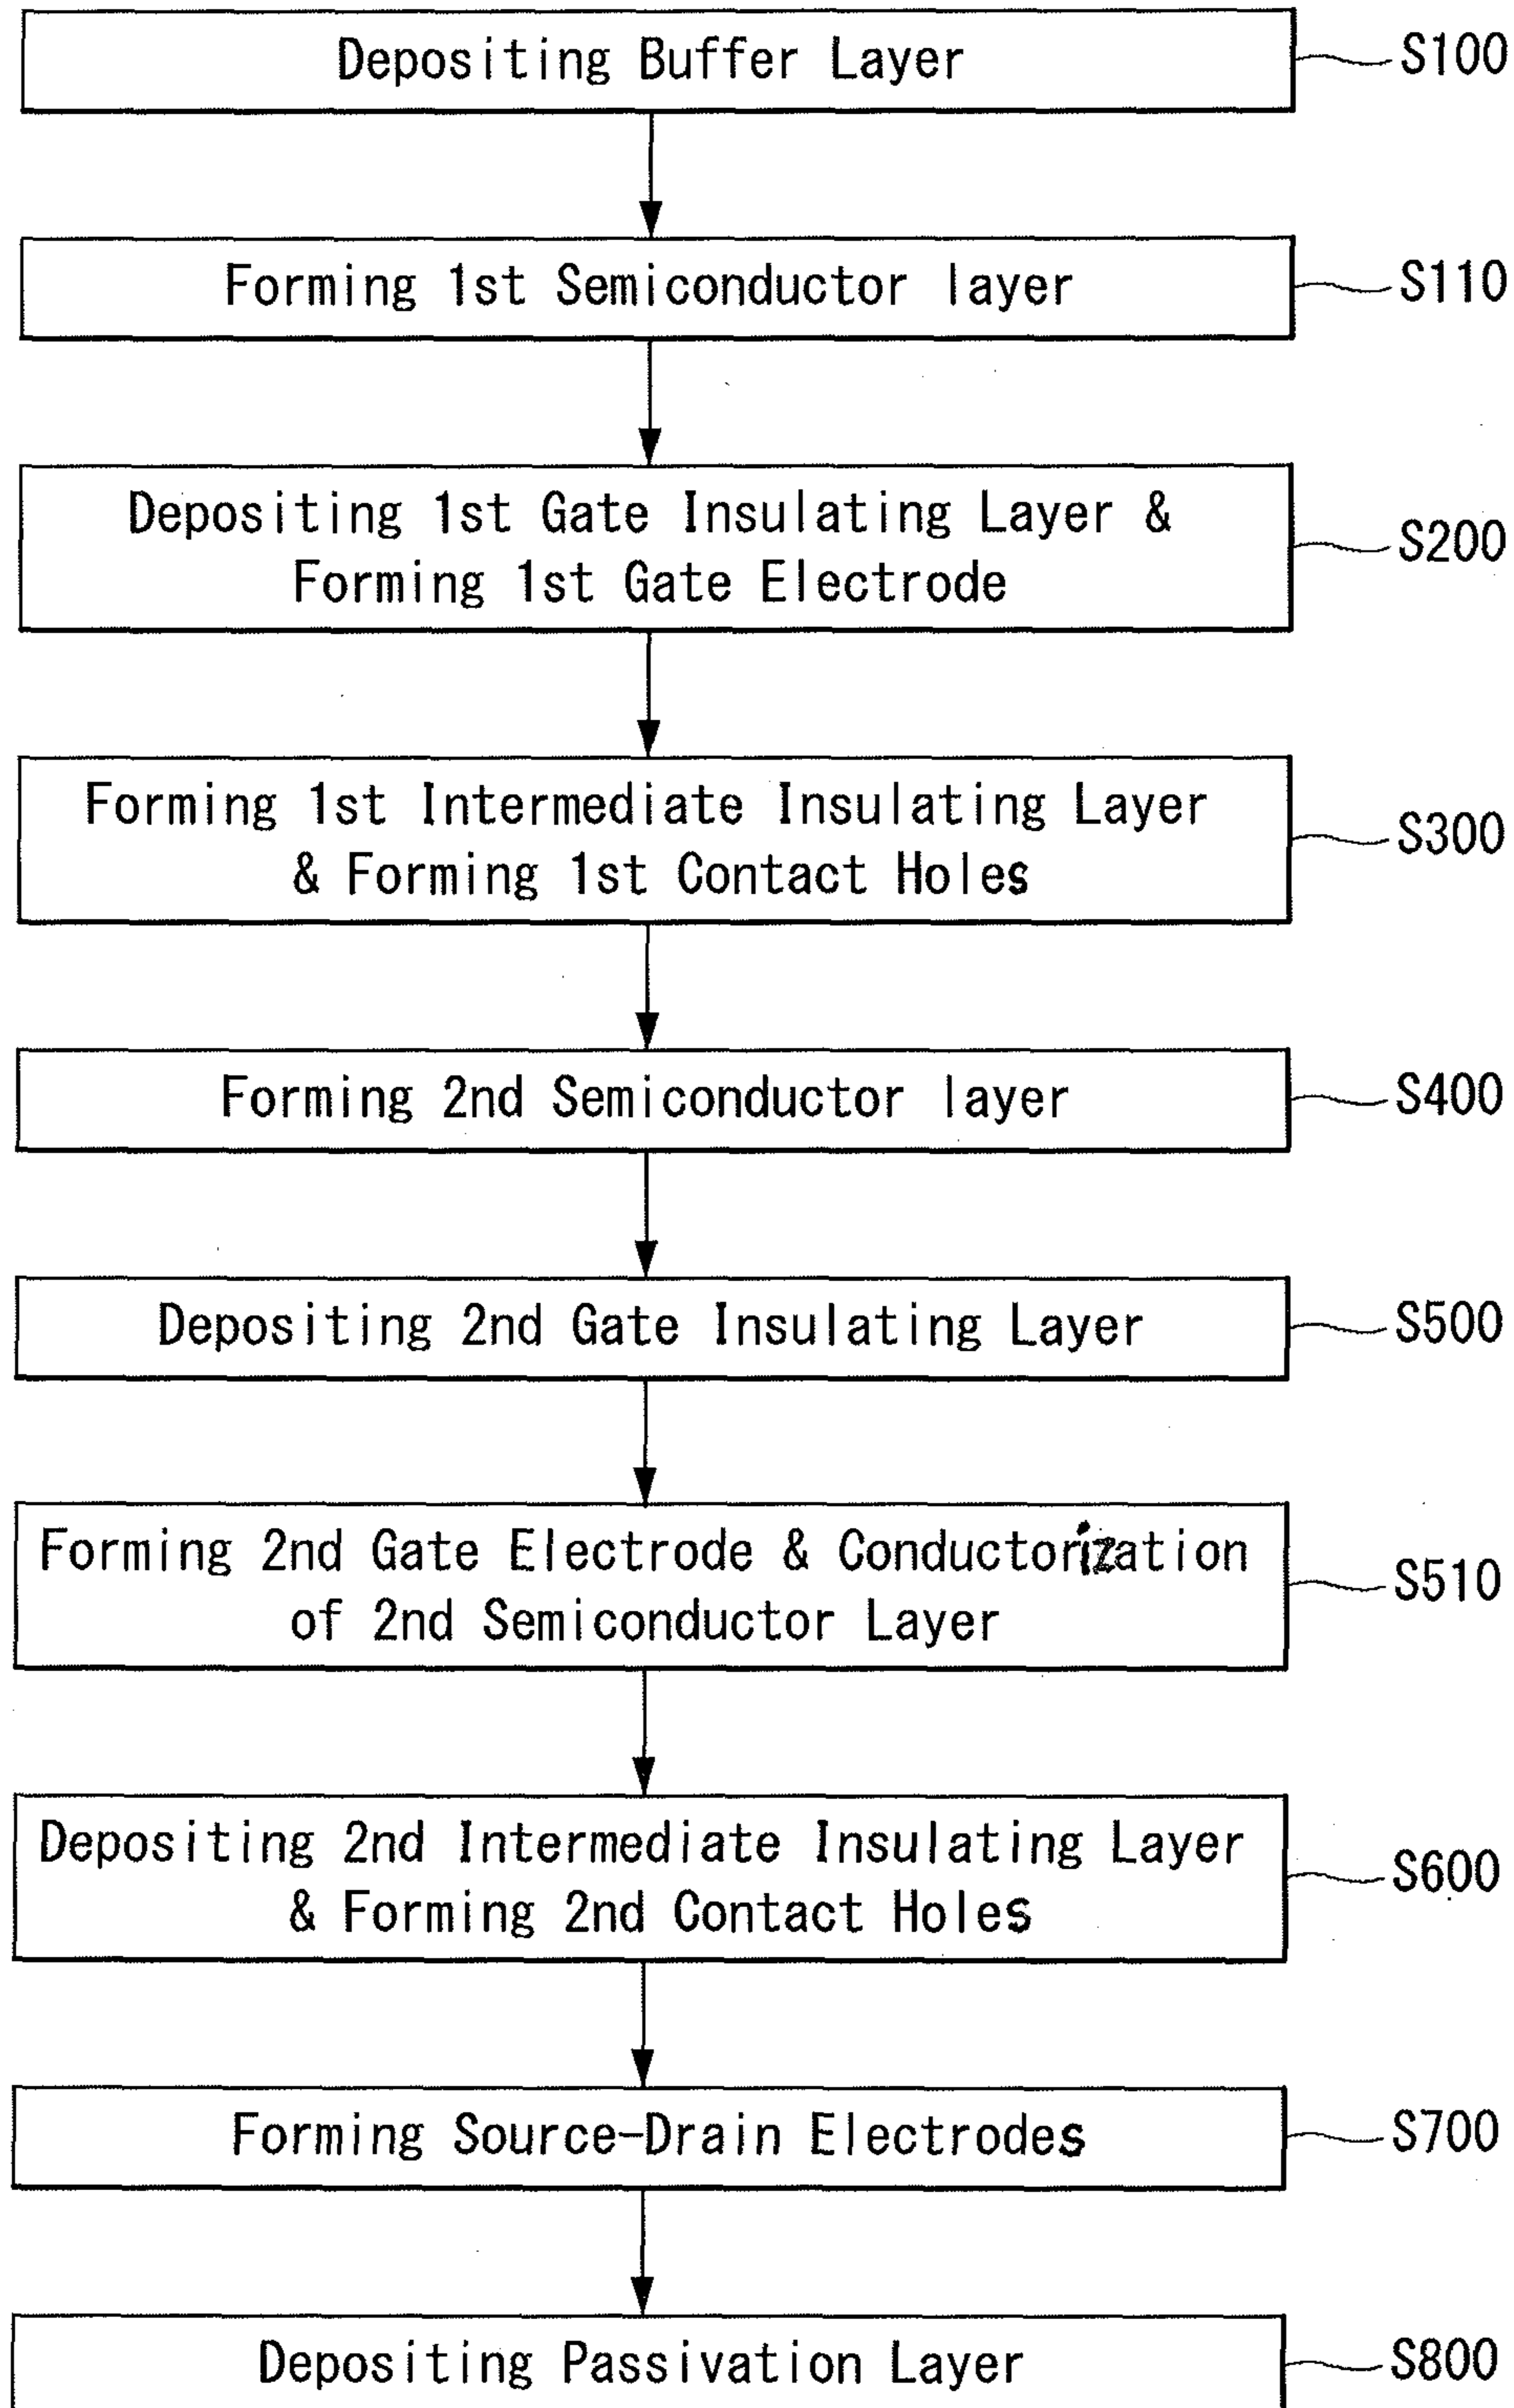 Depositing Buffer Layer
S100
Forming 1st Semiconductor layer
S110
Depositing 1st Gate Insulating Layer &
Forming 1st Gate Electrode
S200
Forming 1st Intermediate Insulating Layer
& Forming 1st Contact Holes
S300
Forming 2nd Semiconductor layer
S400
Depositing 2nd Gate Insulating Layer
S500
Forming 2nd Gate Electrode & Conductorization
of 2nd Semiconductor Layer
S510
Depositing 2nd Intermediate Insulating Layer
& Forming 2nd Contact Holes
S600
Forming Source-Drain Electrodes
S700
Depositing Passivation Layer
S800